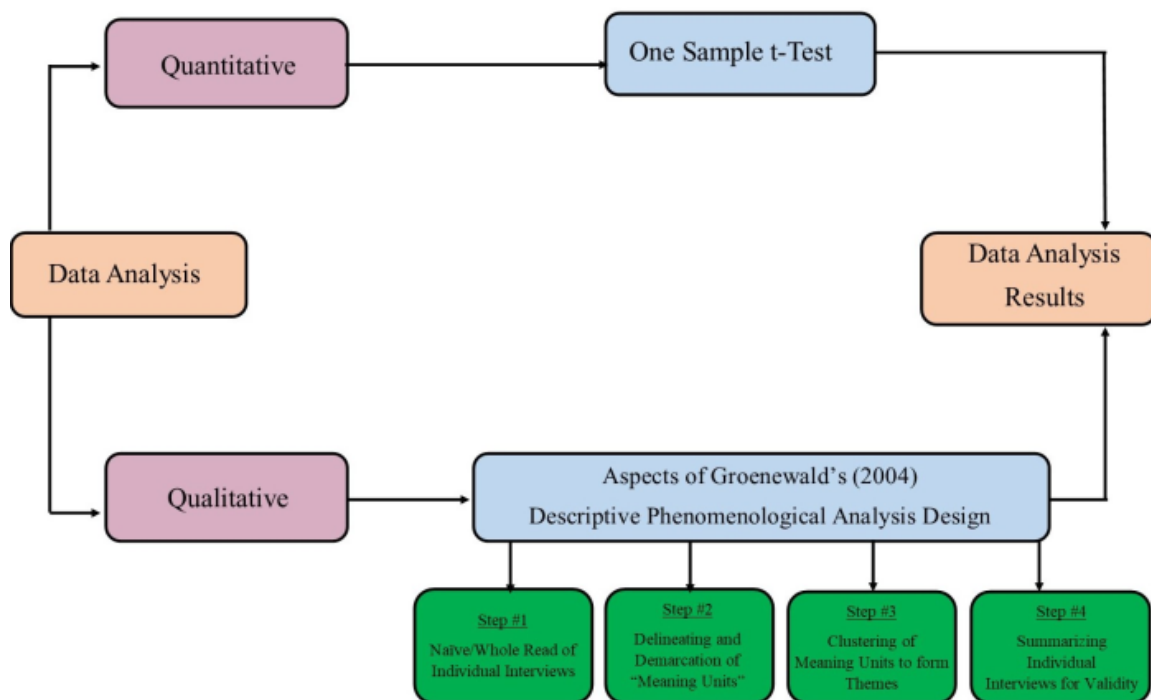 Quantitative
One Sample t-Test
Data Analysis
Data Analysis
Results
Qualitative
Aspects of Groenewald’s (2004)
Descriptive Phenomenological Analysis Design
Step #1
Naïve/Whole Read of
Individual Interviews
Step #2
Delineating and
Demarcation of
“Meaning Units”
Step #3
Clustering of
Meaning Units to form
Themes
Step #4
Summarizing
Individual
Interviews for Validity